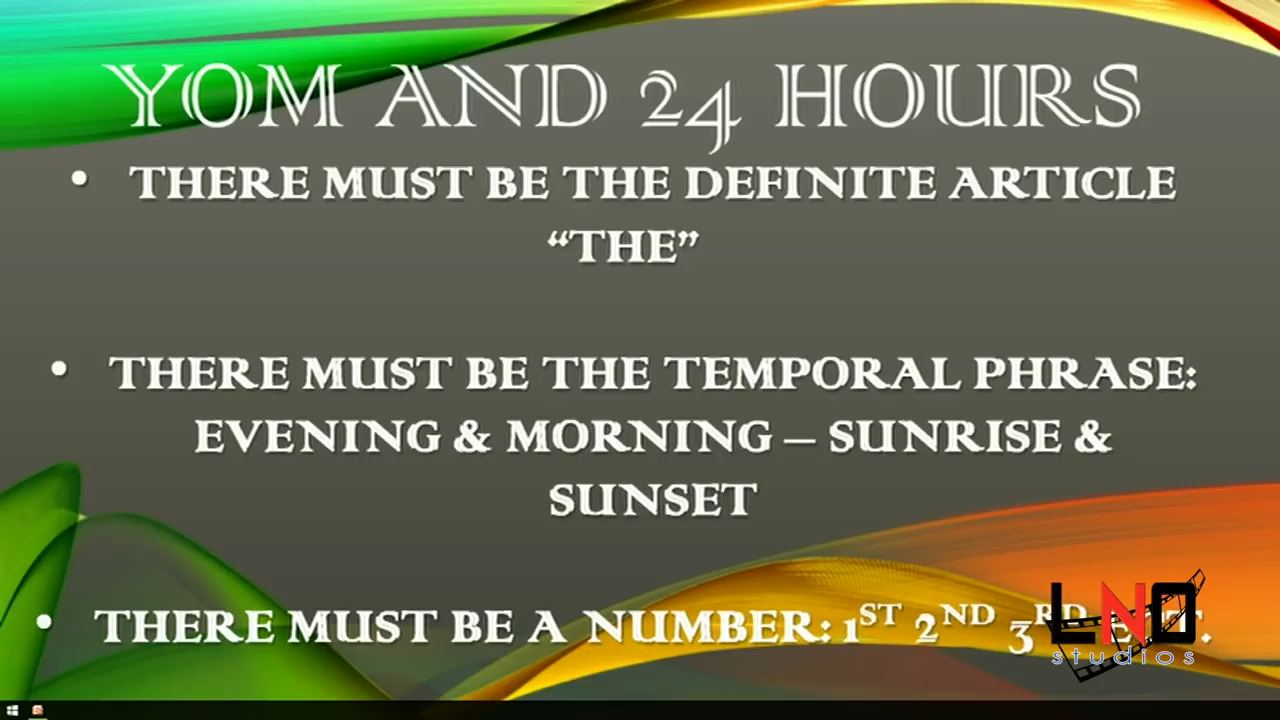 YOM AND 24 HOURS
• THERE MUST BE THE DEFINITE ARTICLE
“THE”
• THERE MUST BE THE TEMPORAL PHRASE:
EVENING & MORNING – SUNRISE &
SUNSET
• THERE MUST BE A NUMBER: 1ST 2ND 3RD
LNO
studios